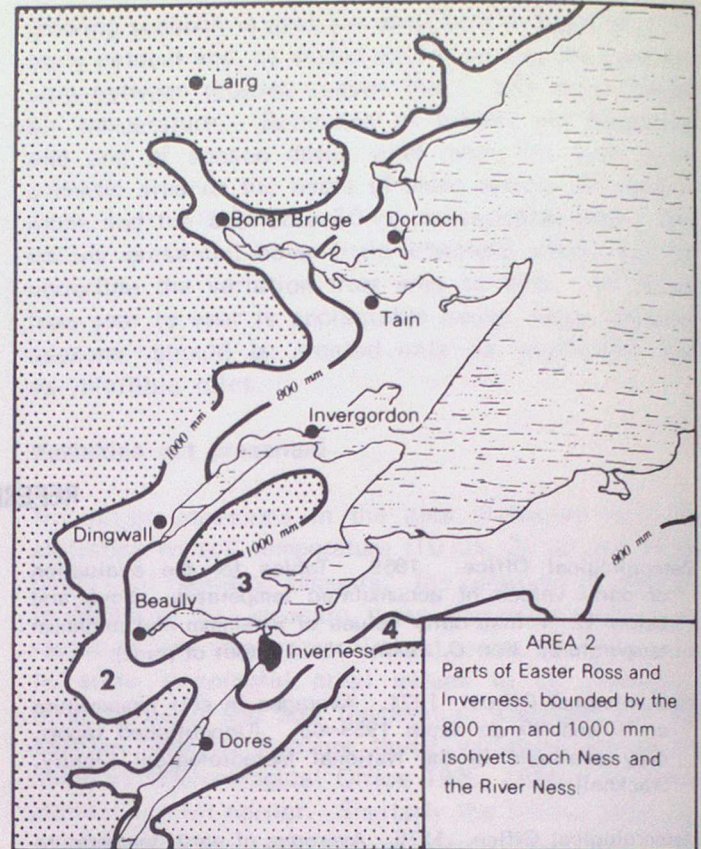 Lairg
Bonar Bridge
Dornoch
Tain
800 mm
1000 mm
Invergordon
Dingwall
1000 mm
3
800 mm
Beauly
4
Inverness
2
Dores
AREA 2
Parts of Easter Ross and
Inverness, bounded by the
800 mm and 1000 mm
isohyets, Loch Ness and
the River Ness